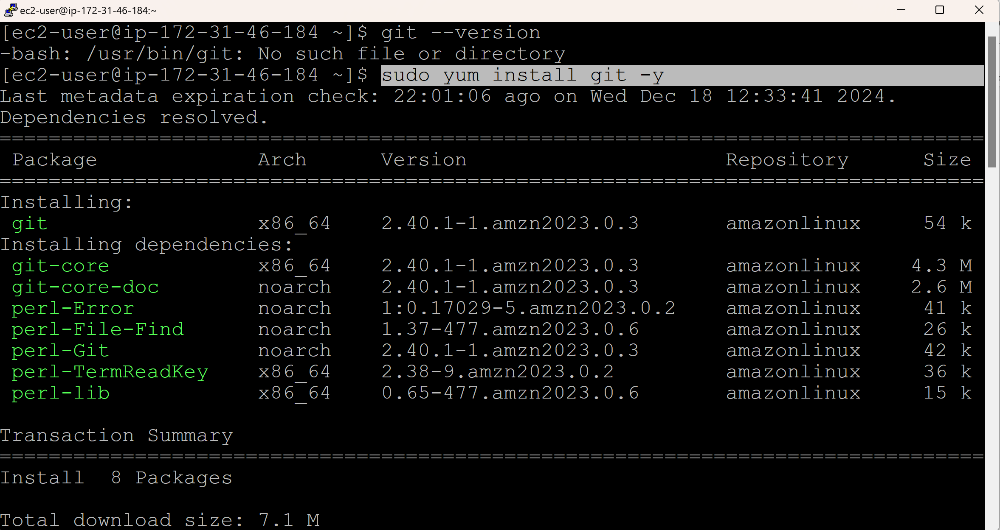 ec2-user@ip-172-31-46-184:~
[ec2-user@ip-172-31-46-184 ~]$ git --version
-bash: /usr/bin/git: No such file or directory
[ec2-user@ip-172-31-46-184 ~]$ sudo yum install git -y
Last metadata expiration check: 22:01:06 ago on Wed Dec 18 12:33:41 2024.
Dependencies resolved.
================================================================================
 Package             Arch      Version                     Repository      Size
================================================================================
Installing:
 git                 x86_64    2.40.1-1.amzn2023.0.3       amazonlinux     54 k
Installing dependencies:
 git-core            x86_64    2.40.1-1.amzn2023.0.3       amazonlinux    4.3 M
 git-core-doc        noarch    2.40.1-1.amzn2023.0.3       amazonlinux    2.6 M
 perl-Error          noarch    1:0.17029-5.amzn2023.0.2    amazonlinux     41 k
 perl-File-Find      noarch    1.37-477.amzn2023.0.6       amazonlinux     26 k
 perl-Git            noarch    2.40.1-1.amzn2023.0.3       amazonlinux     42 k
 perl-TermReadKey    x86_64    2.38-9.amzn2023.0.2         amazonlinux     36 k
 perl-lib            x86_64    0.65-477.amzn2023.0.6       amazonlinux     15 k
Transaction Summary
================================================================================
Install  8 Packages
Total download size: 7.1 M